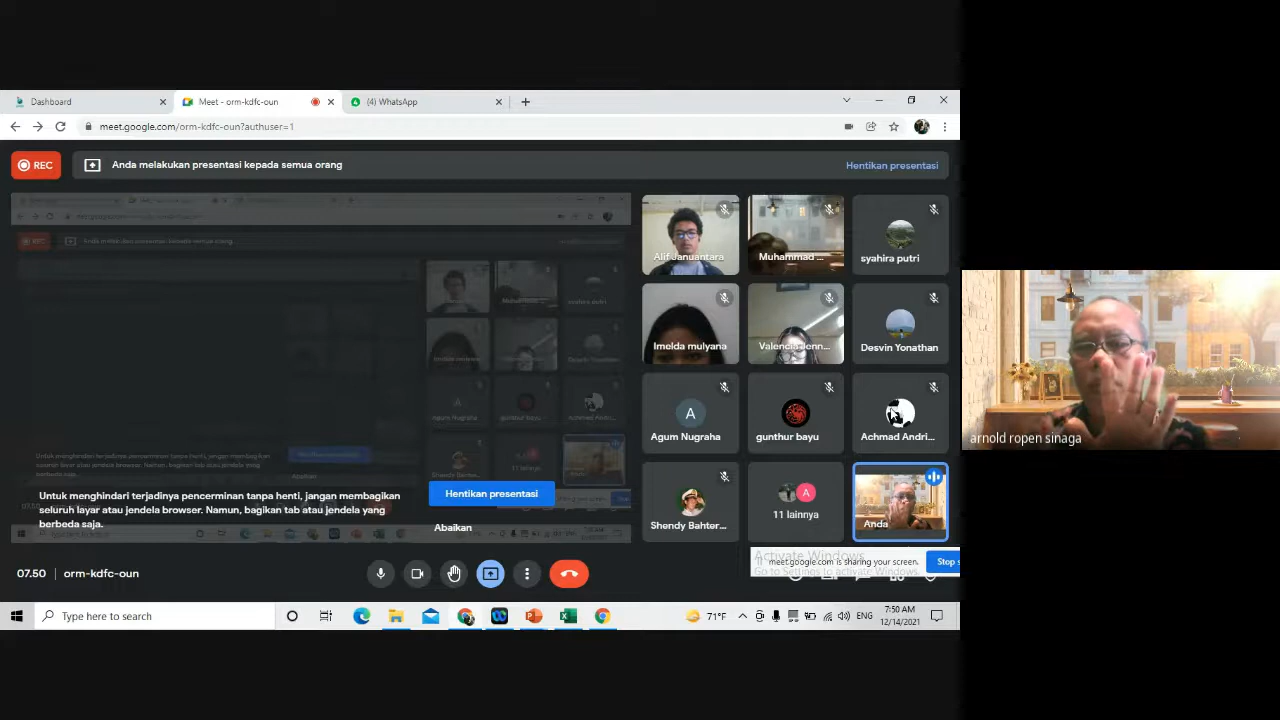 Dashboard
Meet - orm-kdfc-oun
(4) WhatsApp
meet.google.com/orm-kdfc-oun?authuser=1
REC
Anda melakukan presentasi kepada semua orang
Hentikan presentasi
Alif Januantara
Muhammad ...
syahira putri
Imelda mulyana
Valencia Jenn...
Desvin Yonathan
A
Agum Nugraha
gunthur bayu
Achmad Andri...
Shendy Bahter...
A
11 lainnya
Anda
Untuk menghindari terjadinya pencerminan tanpa henti, jangan membagikan
seluruh layar atau jendela browser. Namun, bagikan tab atau jendela yang
berbeda saja.
Hentikan presentasi
Abaikan
Activate Windows
Go to Settings to activate Windows.
meet.google.com is sharing your screen.
Stop s
07.50
orm-kdfc-oun
Type here to search
71°F
ENG
7:50 AM
12/14/2021
arnold ropen sinaga